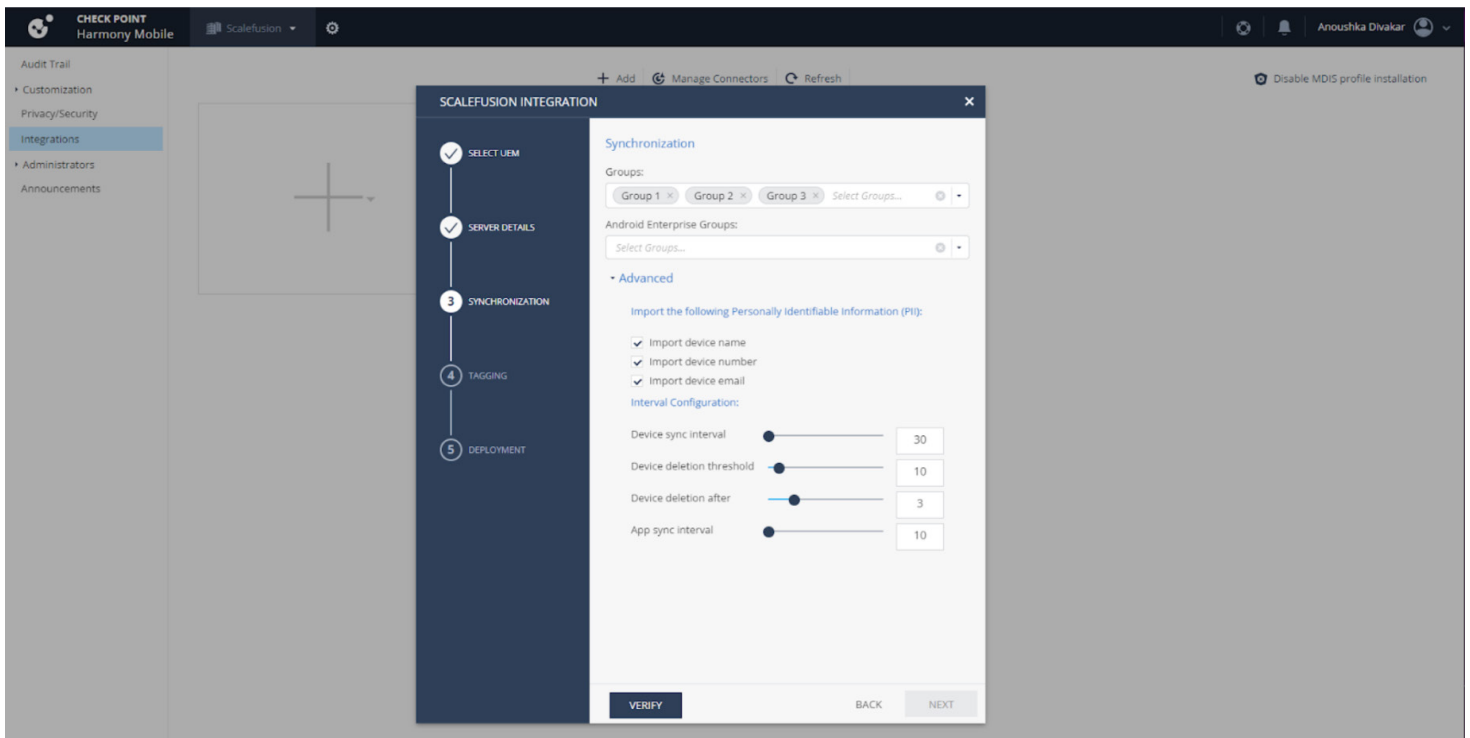 CHECK POINT
Harmony Mobile
Scalefusion
Anoushka Divakar
Audit Trail
Customization
Privacy/Security
Integrations
Administrators
Announcements
Add
Manage Connectors
Refresh
Disable MDIS profile installation
SCALEFUSION INTEGRATION
SELECT UEM
SERVER DETAILS
3 SYNCHRONIZATION
4 TAGGING
5 DEPLOYMENT
Synchronization
Groups:
Group 1 × Group 2 × Group 3 × Select Groups...
Android Enterprise Groups:
Select Groups...
Advanced
Import the following Personally Identifiable Information (PII):
Import device name
Import device number
Import device email
Interval Configuration:
Device sync interval 30
Device deletion threshold 10
Device deletion after 3
App sync interval 10
VERIFY BACK NEXT